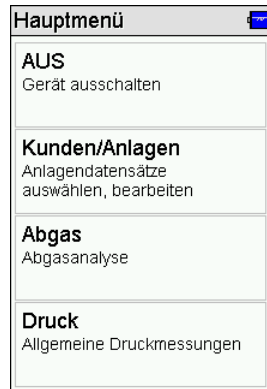 Hauptmenü
AUS
Gerät ausschalten
Kunden/Anlagen
Anlagendatensätze
auswählen, bearbeiten
Abgas
Abgasanalyse
Druck
Allgemeine Druckmessungen